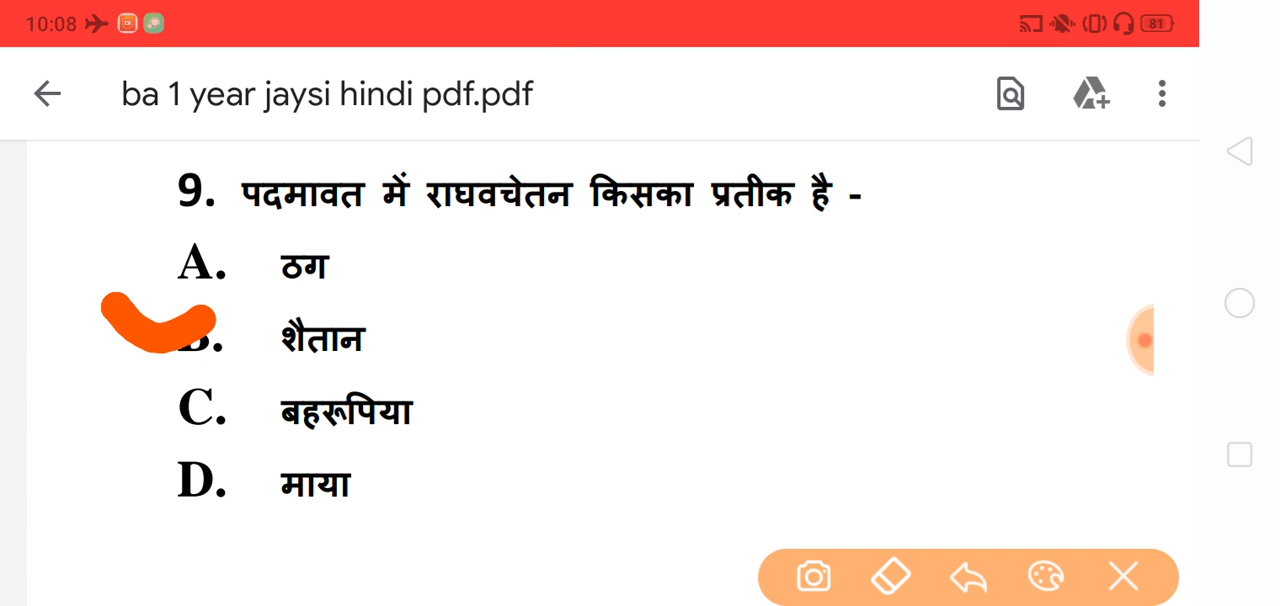 10:08 81
ba 1 year jaysi hindi pdf.pdf
9. पदमावत में राघवचेतन किसका प्रतीक है -
A. ठग
B. शैतान
C. बहरूपिया
D. माया